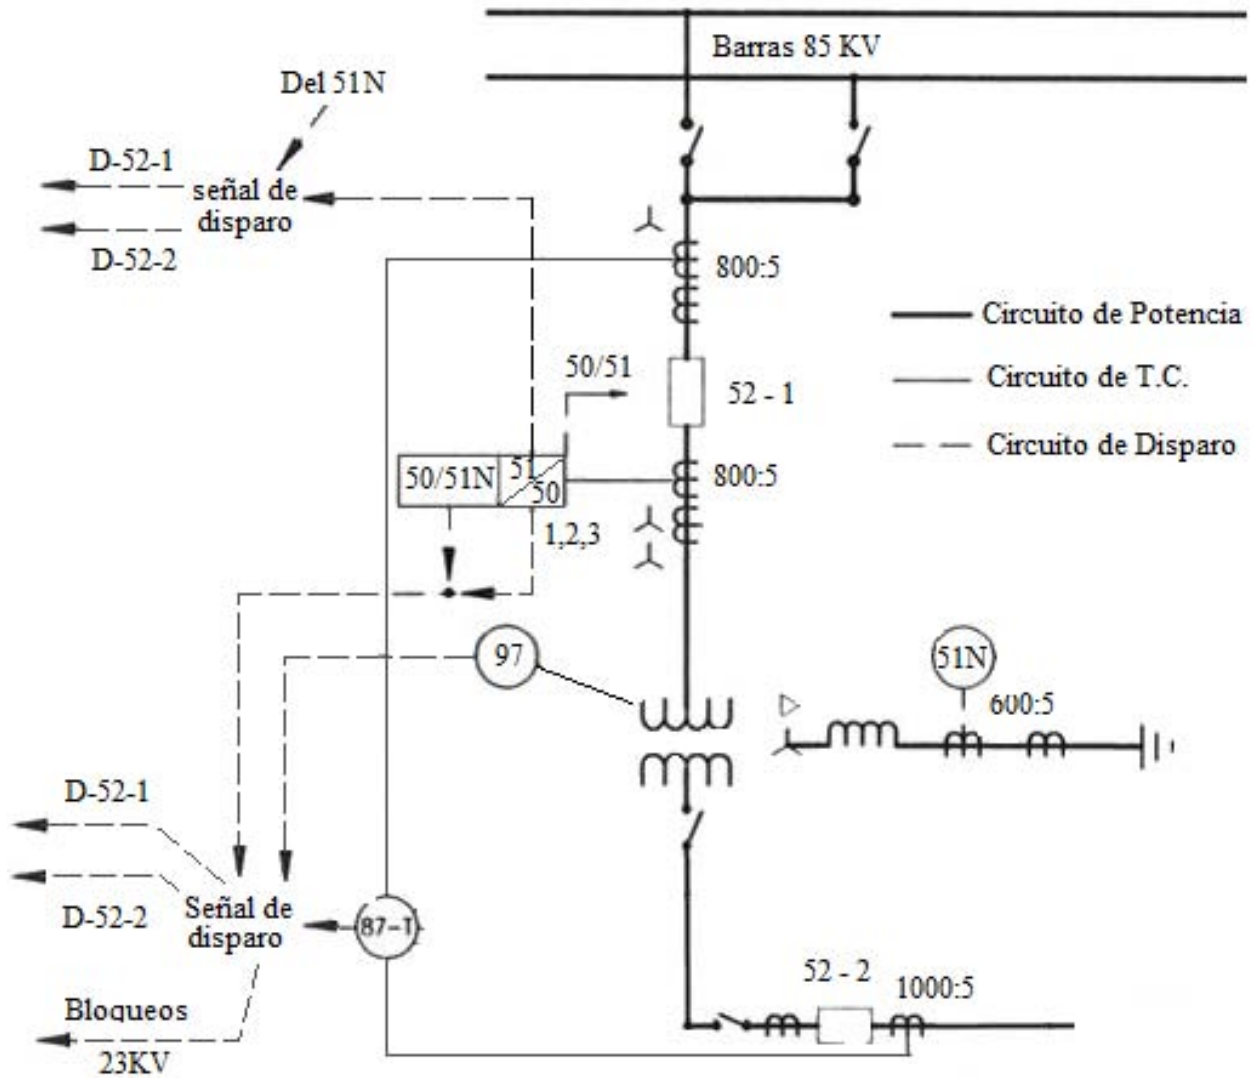 Barras 85 KV
Del 51N
D-52-1
señal de
disparo
D-52-2
800:5
Circuito de Potencia
50/51
52 - 1
Circuito de T.C.
Circuito de Disparo
50/51N
51
50
800:5
1,2,3
97
51N
600:5
D-52-1
D-52-2
Señal de
disparo
87-T
52 - 2
1000:5
Bloqueos
23KV